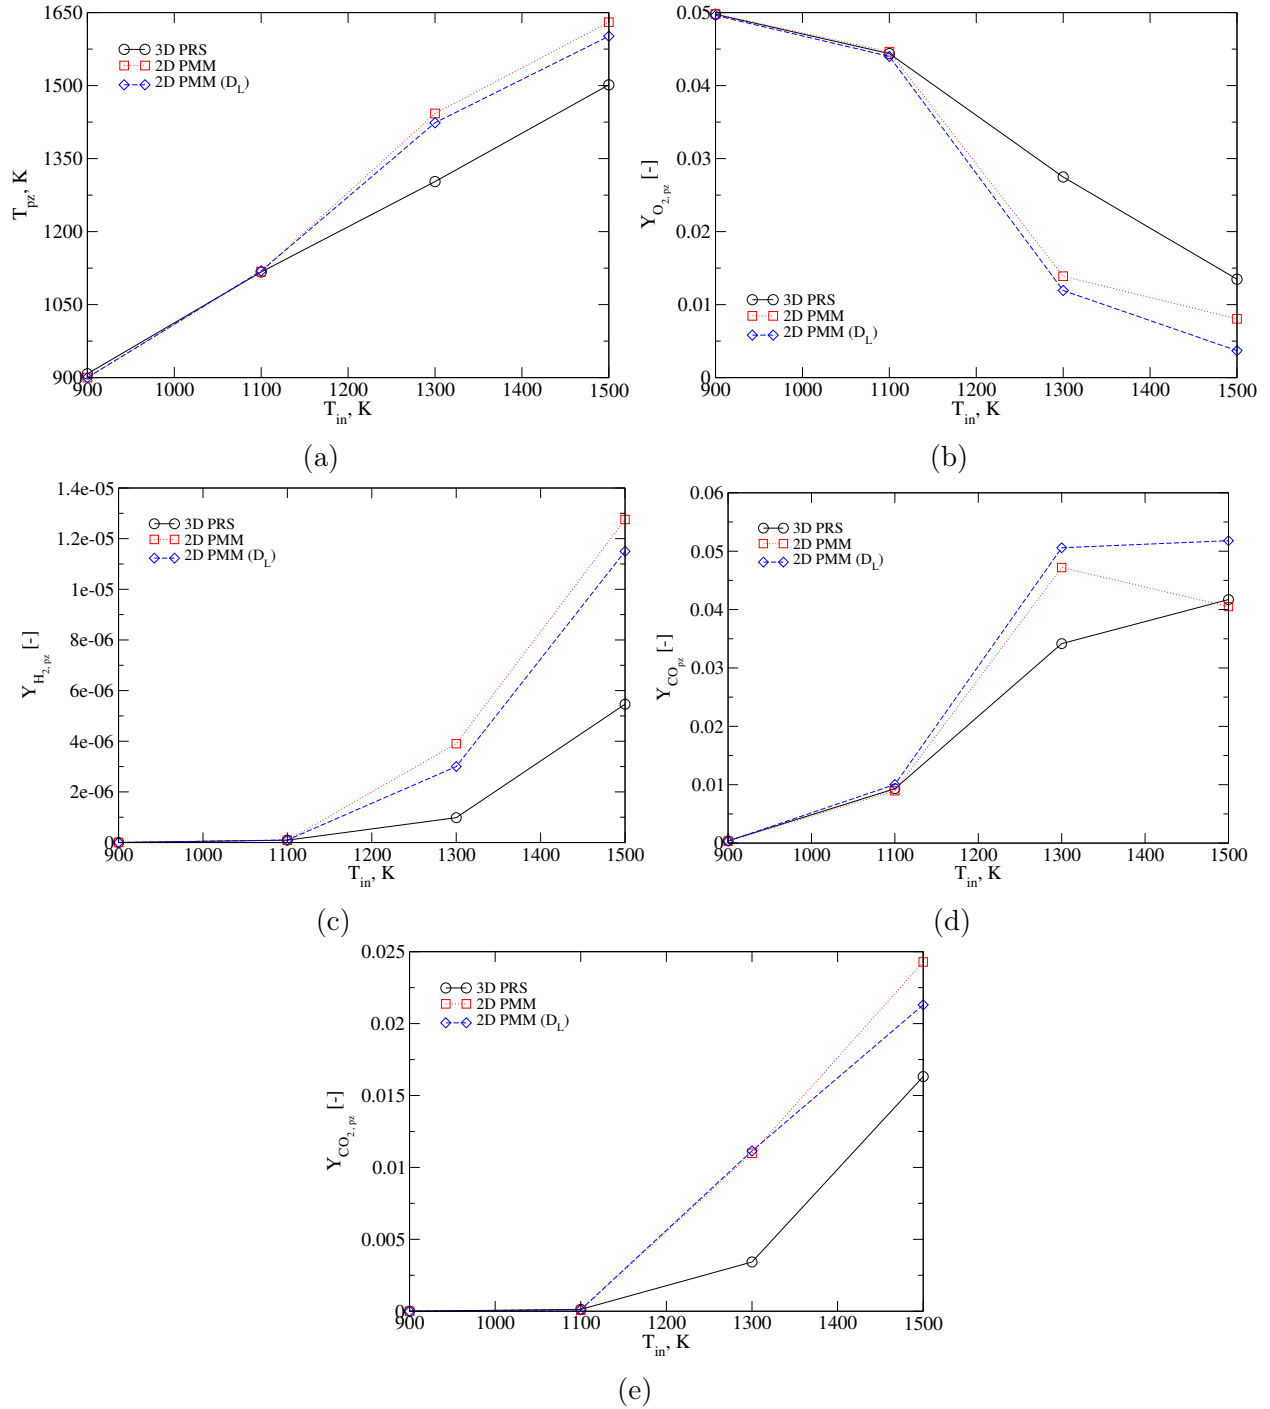 1650
1500
1350
1200
1050
900
T_pz, K
3D PRS
2D PMM
2D PMM (D_L)
900 1000 1100 1200 1300 1400 1500
T_in, K
(a)
0.05
0.04
0.03
0.02
0.01
0
Y_O_2, pz [-]
3D PRS
2D PMM
2D PMM (D_L)
900 1000 1100 1200 1300 1400 1500
T_in, K
(b)
1.4e-05
1.2e-05
1e-05
8e-06
6e-06
4e-06
2e-06
0
Y_H_2, pz [-]
3D PRS
2D PMM
2D PMM (D_L)
900 1000 1100 1200 1300 1400 1500
T_in, K
(c)
0.06
0.05
0.04
0.03
0.02
0.01
0
Y_CO_pz [-]
3D PRS
2D PMM
2D PMM (D_L)
900 1000 1100 1200 1300 1400 1500
T_in, K
(d)
0.025
0.02
0.015
0.01
0.005
0
Y_CO_2, pz [-]
3D PRS
2D PMM
2D PMM (D_L)
900 1000 1100 1200 1300 1400 1500
T_in, K
(e)